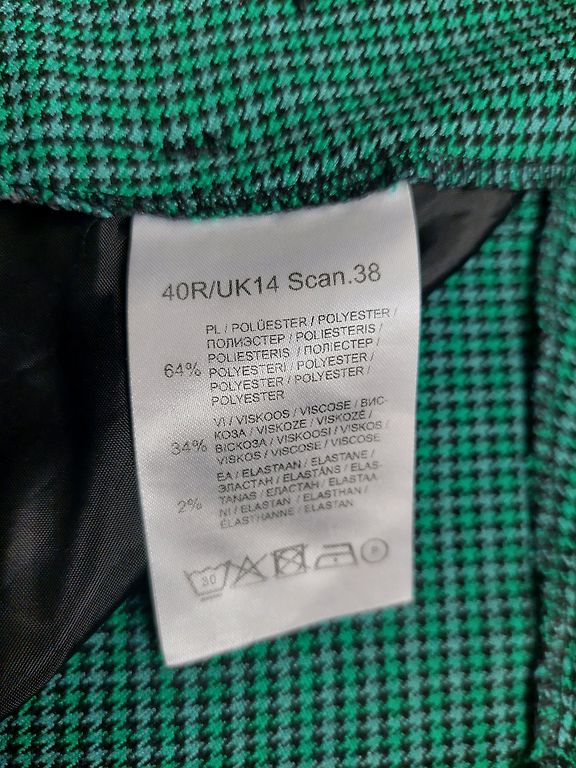 40R/UK14 Scan.38
PL / POLÜESTER / POLYESTER /
ПОЛИЭСТЕР / POLIESTERIS /
POLIESTERIS / ПОЛІЕСТЕР /
64% POLYESTERI / POLYESTER /
POLYESTER / POLYESTER /
POLYESTER
VI / VISKOOS / VISCOSE / ВИС-
КОЗА / VISKOZE / VISKOZĖ /
34% ВІСКОЗА / VISKOOSI / VISKOS /
VISKOS / VISKOSE / VISCOSE
EA / ELASTAAN / ELASTANE /
ЭЛАСТАН / ELASTĀNS / ELAS-
2% TANAS / ЕЛАСТАН / ELASTAA
NI / ELASTAN / ELASTHAN /
ÉLASTHANNE / ELASTAN
30 P